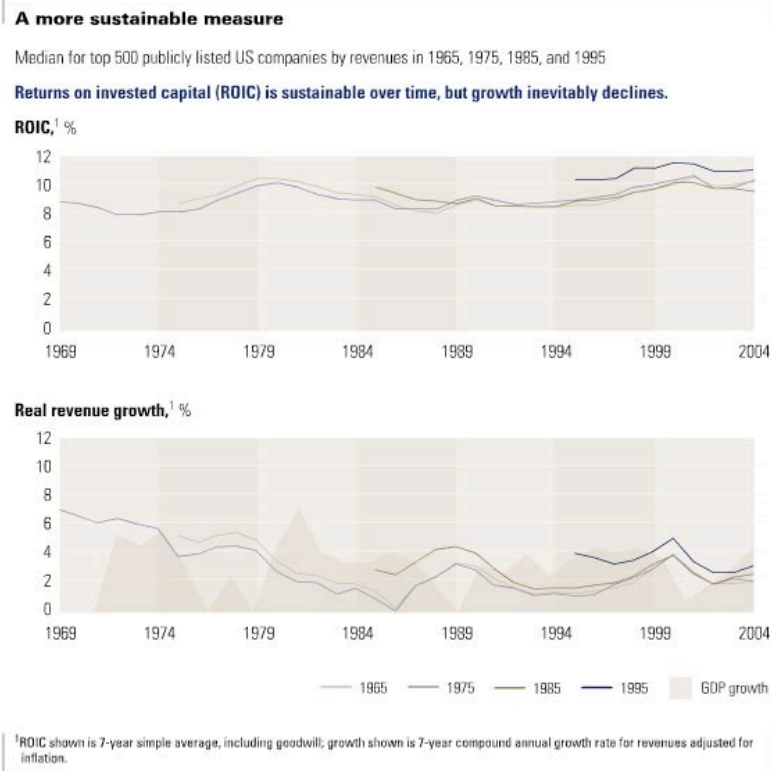 A more sustainable measure
Median for top 500 publicly listed US companies by revenues in 1965, 1975, 1985, and 1995
Returns on invested capital (ROIC) is sustainable over time, but growth inevitably declines.
ROIC,¹ %
12
10
8
6
4
2
0
1969 1974 1979 1984 1989 1994 1999 2004
Real revenue growth,¹ %
12
10
8
6
4
2
0
1969 1974 1979 1984 1989 1994 1999 2004
1965 1975 1985 1995 GDP growth
¹ROIC shown is 7-year simple average, including goodwill; growth shown is 7-year compound annual growth rate for revenues adjusted for
inflation.